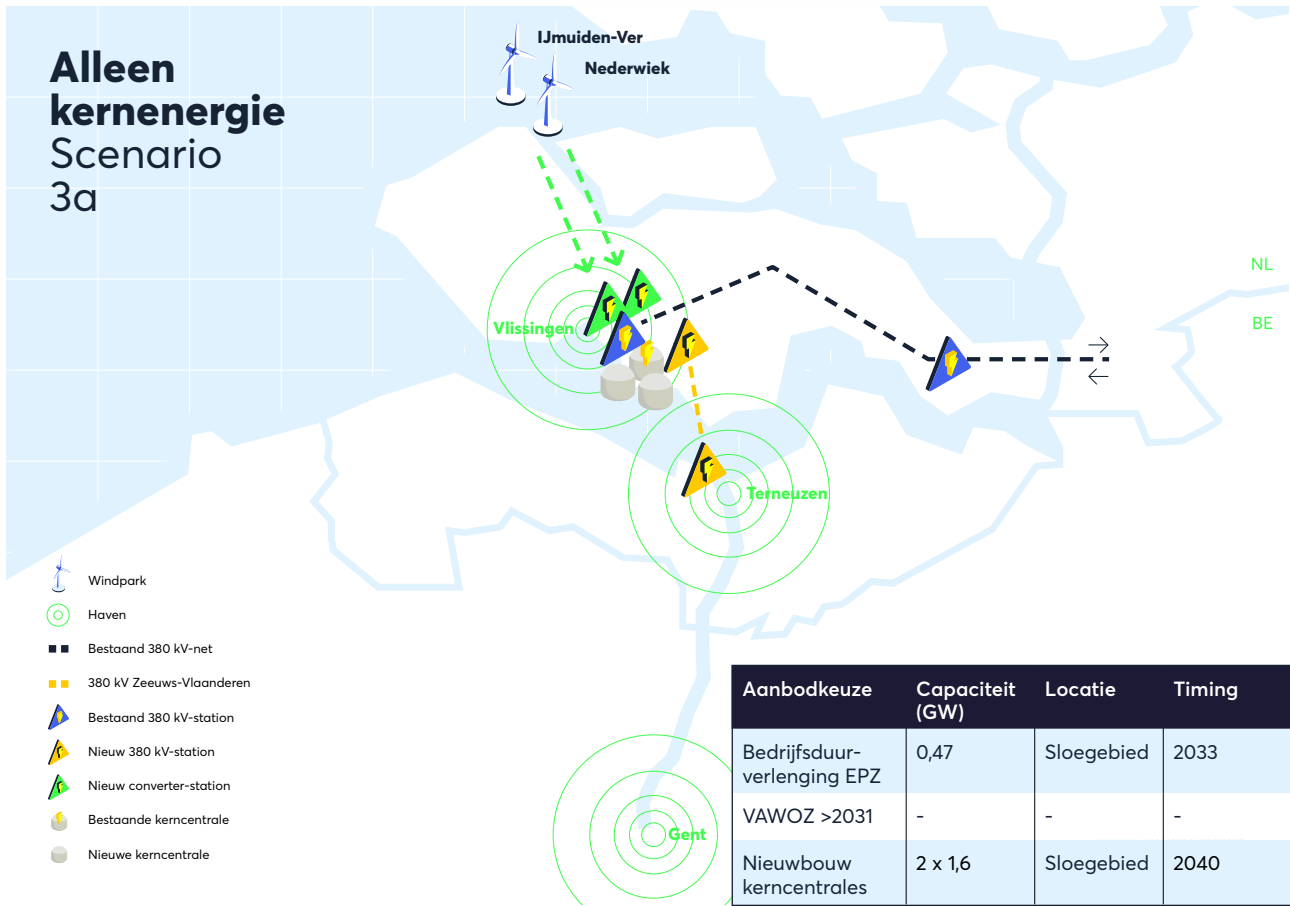 Alleen
kernenergie
Scenario
3a
IJmuiden-Ver
Nederwiek
NL
BE
Vlissingen
Terneuzen
Gent
Windpark
Haven
Bestaand 380 kV-net
380 kV Zeeuws-Vlaanderen
Bestaand 380 kV-station
Nieuw 380 kV-station
Nieuw converter-station
Bestaande kerncentrale
Nieuwe kerncentrale
Aanbodkeuze Capaciteit (GW) Locatie Timing
Bedrijfsduur-
verlenging EPZ 0,47 Sloegebied 2033
VAWOZ >2031 - - -
Nieuwbouw
kerncentrales 2 x 1,6 Sloegebied 2040